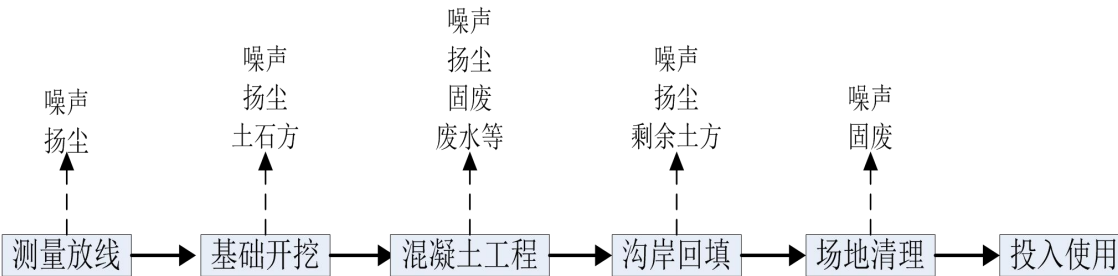 噪声
扬尘
噪声
扬尘
土石方
噪声
扬尘
固废
废水等
噪声
扬尘
剩余土方
噪声
固废
测量放线
基础开挖
混凝土工程
沟岸回填
场地清理
投入使用